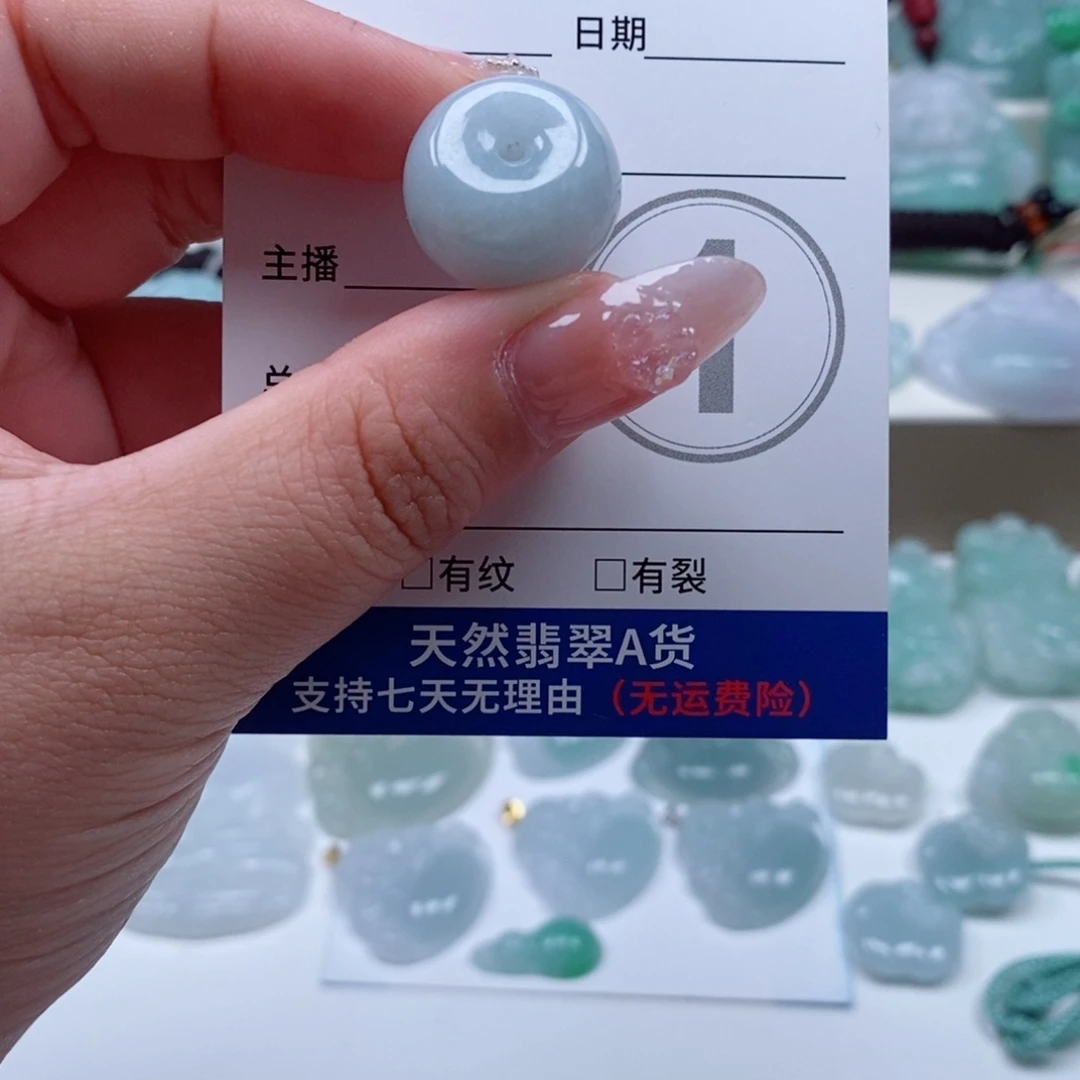 日期
主播
总
1
□有纹 □有裂
天然翡翠A货
支持七天无理由（无运费险）